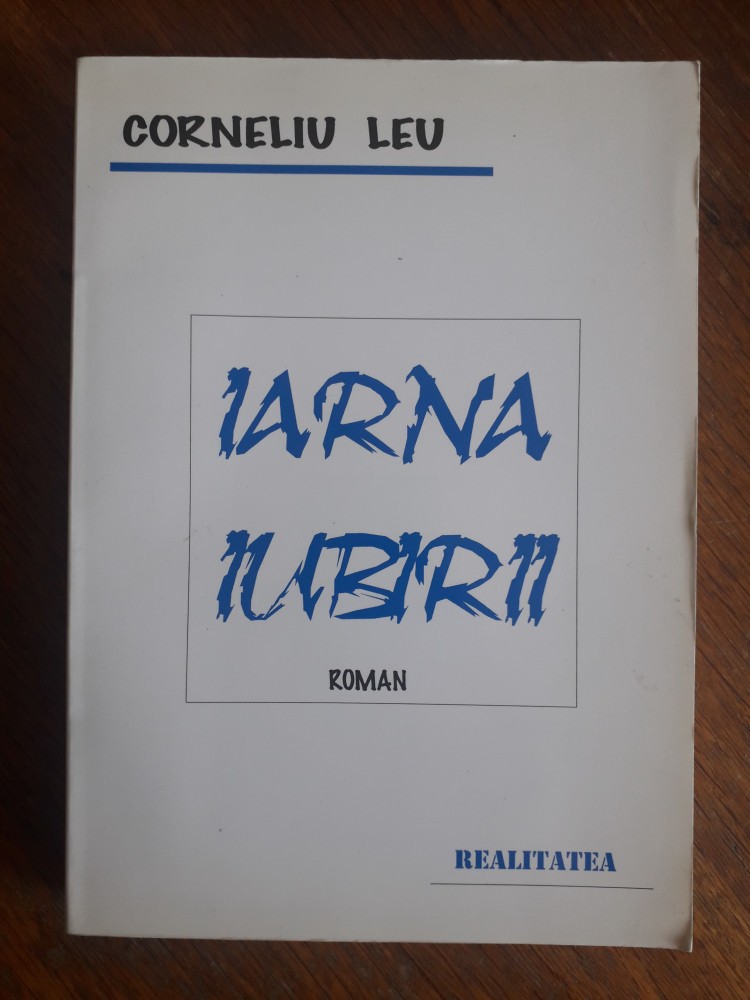 CORNELIU LEU
IARNA
IUBIRII
ROMAN
REALITATEA